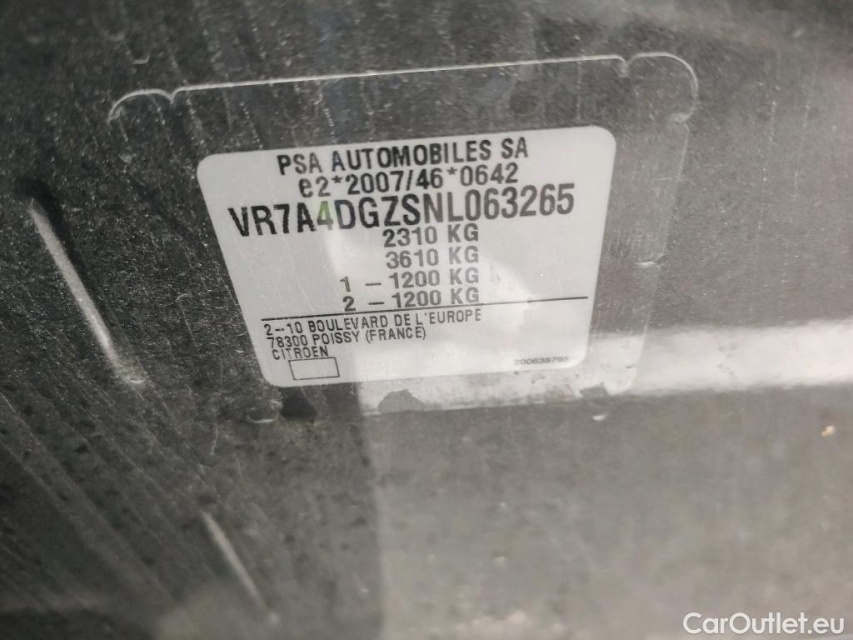 PSA AUTOMOBILES SA
e2*2007/46*0642
VR7A4DGZSNL063265
2310 KG
3610 KG
1 - 1200 KG
2 - 1200 KG
2-10 BOULEVARD DE L'EUROPE
78300 POISSY (FRANCE)
CITROEN
CarOutlet.eu